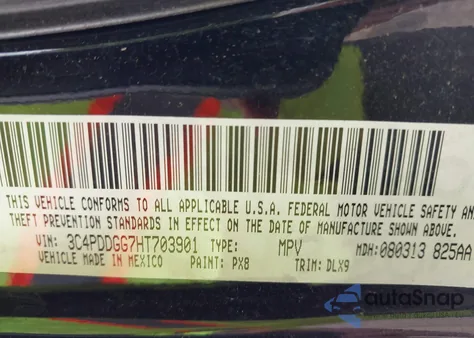 THIS VEHICLE CONFORMS TO ALL APPLICABLE U.S.A. FEDERAL MOTOR VEHICLE SAFETY AN
THEFT PREVENTION STANDARDS IN EFFECT ON THE DATE OF MANUFACTURE SHOWN ABOVE.
VIN: 3C4PDDGG7HT703901 TYPE: MPV MDH:080313 825AA
VEHICLE MADE IN MEXICO PAINT: PX8 TRIM: DLX9
autoSnap